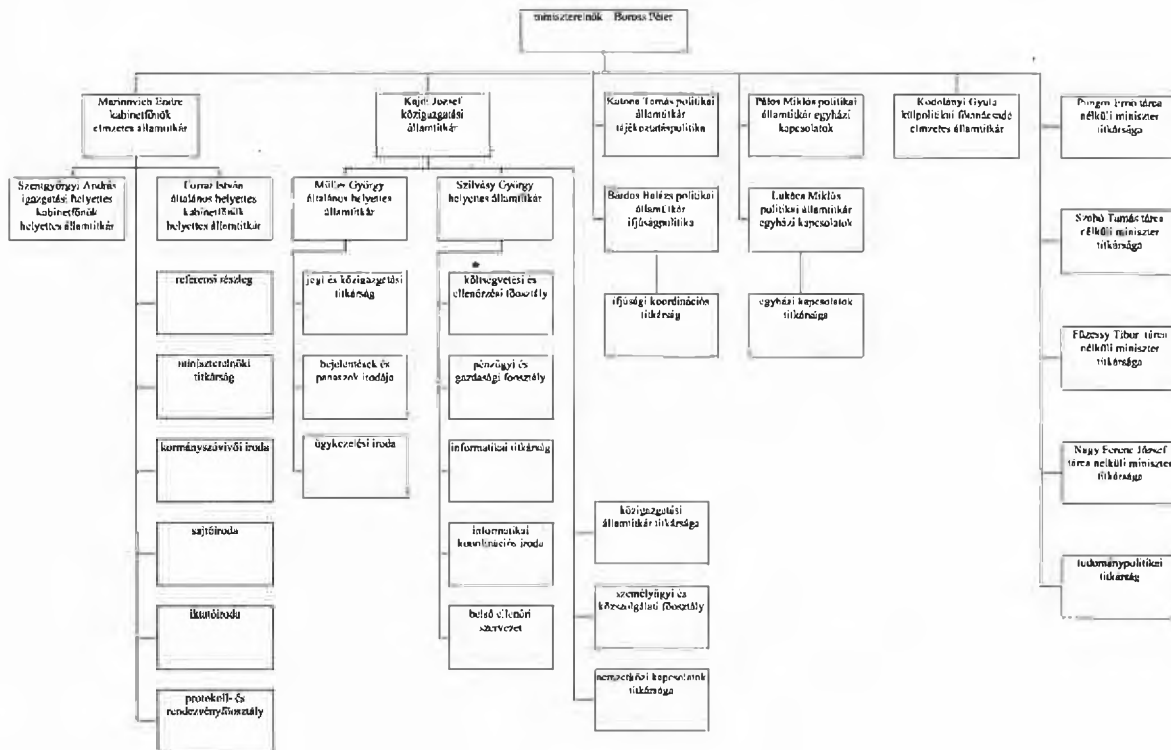 miniszterelnök Boross Péter
Marinovich Endre
kabinetfőnök
címzetes államtitkár
Kajdi József
közigazgatási
államtitkár
Katona Tamás politikai
államtitkár
tájékoztatáspolitika
Pálos Miklós politikai
államtitkár egyházi
kapcsolatok
Kodolányi Gyula
külpolitikai főtanácsadó
címzetes államtitkár
Pungor Ernő tárca
nélküli miniszter
titkársága
Szentgyörgyi András
igazgatási helyettes
kabinetfőnök
helyettes államtitkár
Forrai István
általános helyettes
kabinetfőnök
helyettes államtitkár
Müller György
általános helyettes
államtitkár
Szilvásy György
helyettes államtitkár
Bárdos Balázs politikai
államtitkár
ifjúságpolitika
Lukács Miklós
politikai államtitkár
egyházi kapcsolatok
Szabó Tamás tárca
nélküli miniszter
titkársága
referensi részleg
jogi és közigazgatási
titkárság
költségvetési és
ellenőrzési főosztály
ifjúsági koordinációs
titkárság
egyházi kapcsolatok
titkársága
Füzessy Tibor tárca
nélküli miniszter
titkársága
miniszterelnöki
titkárság
bejelentések és
panaszok irodája
pénzügyi és
gazdasági főosztály
kormányszóvivői iroda
ügykezelési iroda
informatikai titkárság
Nagy Ferenc József
tárca nélküli miniszter
titkársága
közigazgatási
államtitkár titkársága
sajtóiroda
informatikai
koordinációs iroda
tudománypolitikai
titkárság
iktatóiroda
belső ellenőri
szervezet
személyügyi és
közszolgálati főosztály
nemzetközi kapcsolatok
titkársága
protokoll- és
rendezvényfőosztály